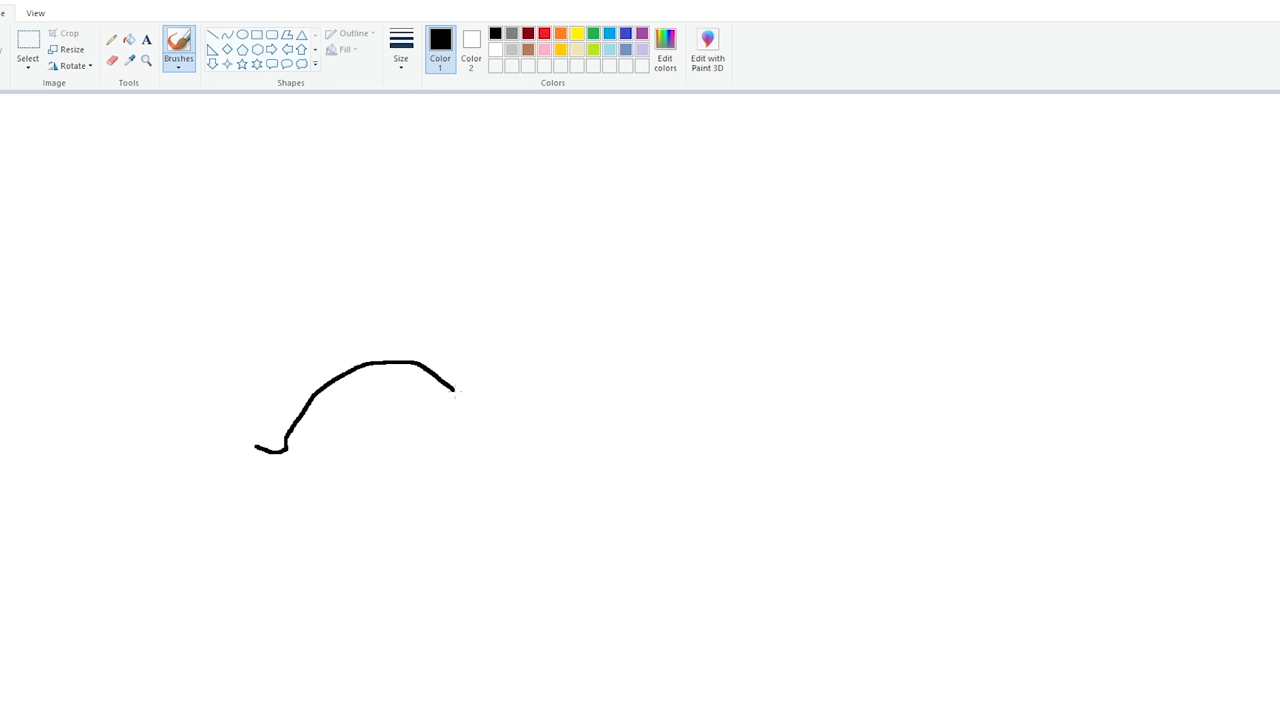 View
Select
Crop
Resize
Rotate
Image
A
Tools
Brushes
Outline
Fill
Shapes
Size
Color
1
Color
2
Edit
colors
Colors
Edit with
Paint 3D